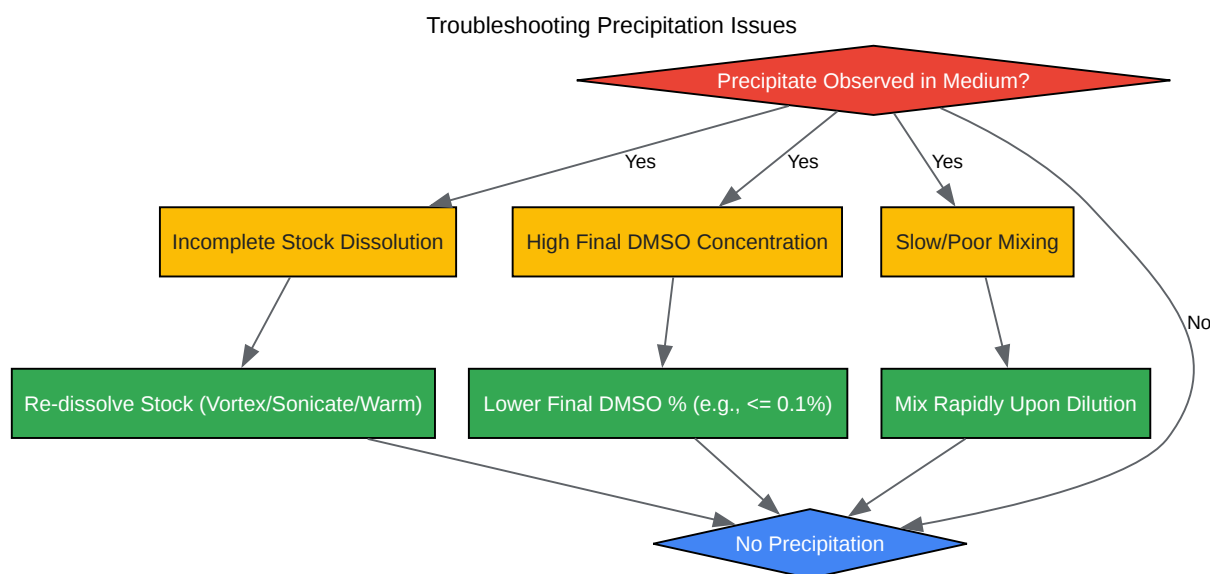 Troubleshooting Precipitation Issues
Precipitate Observed in Medium?
Yes
Yes
Yes
Incomplete Stock Dissolution
High Final DMSO Concentration
Slow/Poor Mixing
No
Re-dissolve Stock (Vortex/Sonicate/Warm)
Lower Final DMSO % (e.g., <= 0.1%)
Mix Rapidly Upon Dilution
No Precipitation